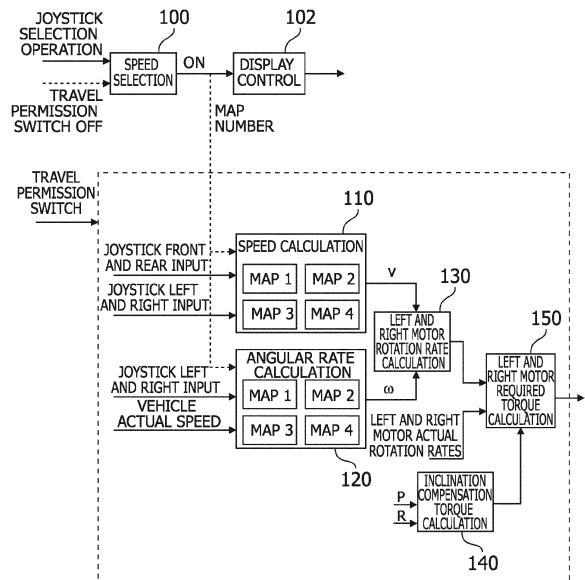 JOYSTICK
SELECTION
OPERATION
100
SPEED
SELECTION
ON
102
DISPLAY
CONTROL
TRAVEL
PERMISSION
SWITCH OFF
MAP
NUMBER
TRAVEL
PERMISSION
SWITCH
110
JOYSTICK FRONT
AND REAR INPUT
JOYSTICK LEFT
AND RIGHT INPUT
SPEED CALCULATION
MAP 1
MAP 2
MAP 3
MAP 4
V
130
LEFT AND
RIGHT MOTOR
ROTATION RATE
CALCULATION
150
LEFT AND
RIGHT MOTOR
REQUIRED
TORQUE
CALCULATION
JOYSTICK LEFT
AND RIGHT INPUT
VEHICLE
ACTUAL SPEED
ANGULAR RATE
CALCULATION
MAP 1
MAP 2
MAP 3
MAP 4
120
ω
LEFT AND RIGHT
MOTOR ACTUAL
ROTATION RATES
P
R
INCLINATION
COMPENSATION
TORQUE
CALCULATION
140